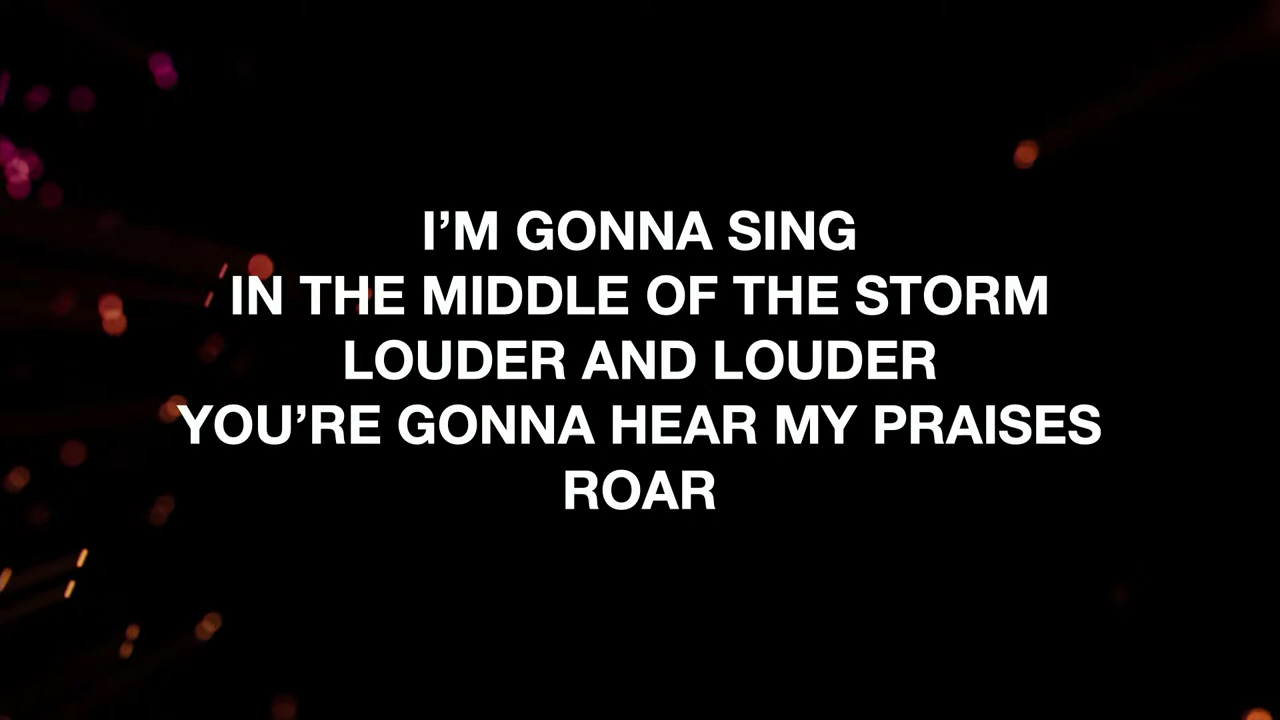 I’M GONNA SING
IN THE MIDDLE OF THE STORM
LOUDER AND LOUDER
YOU’RE GONNA HEAR MY PRAISES
ROAR